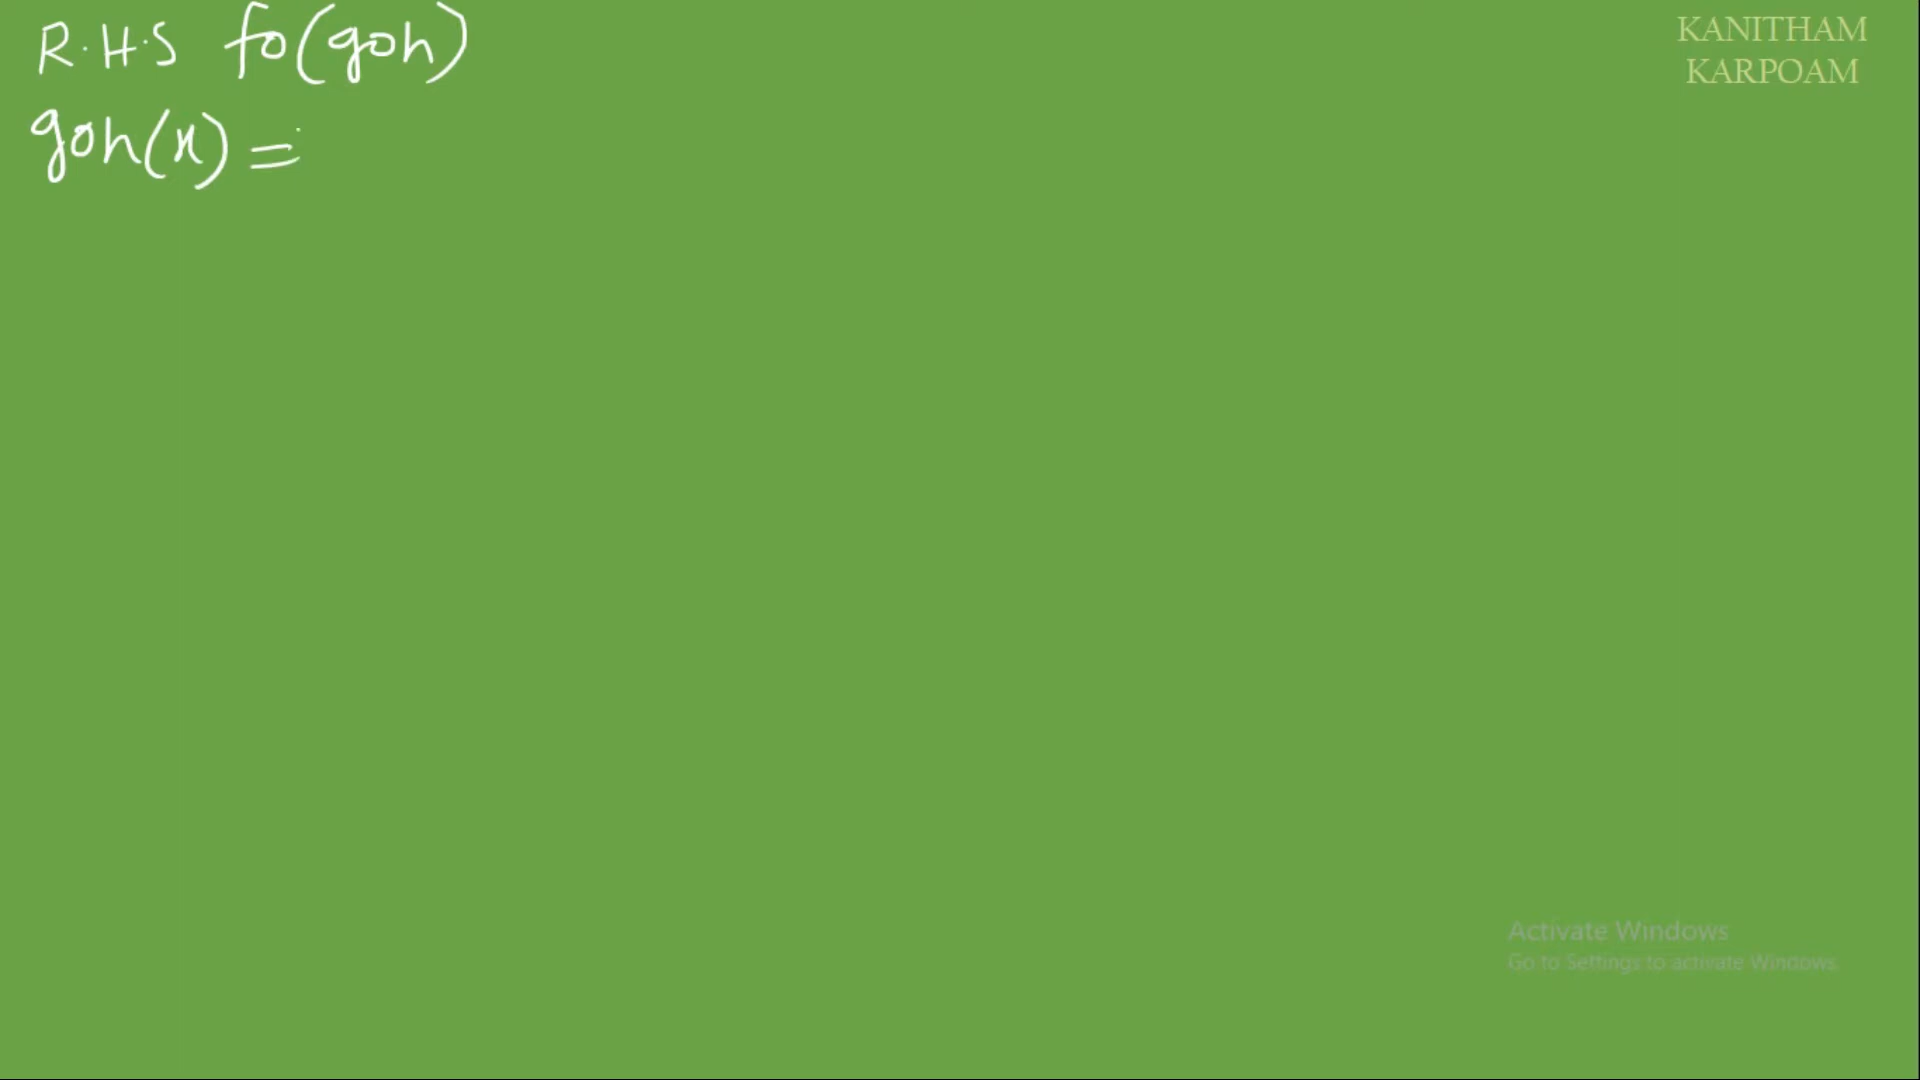 R.H.S fo(goh)
goh(x) =
KANITHAM
KARPOAM
Activate Windows
Go to Settings to activate Windows.